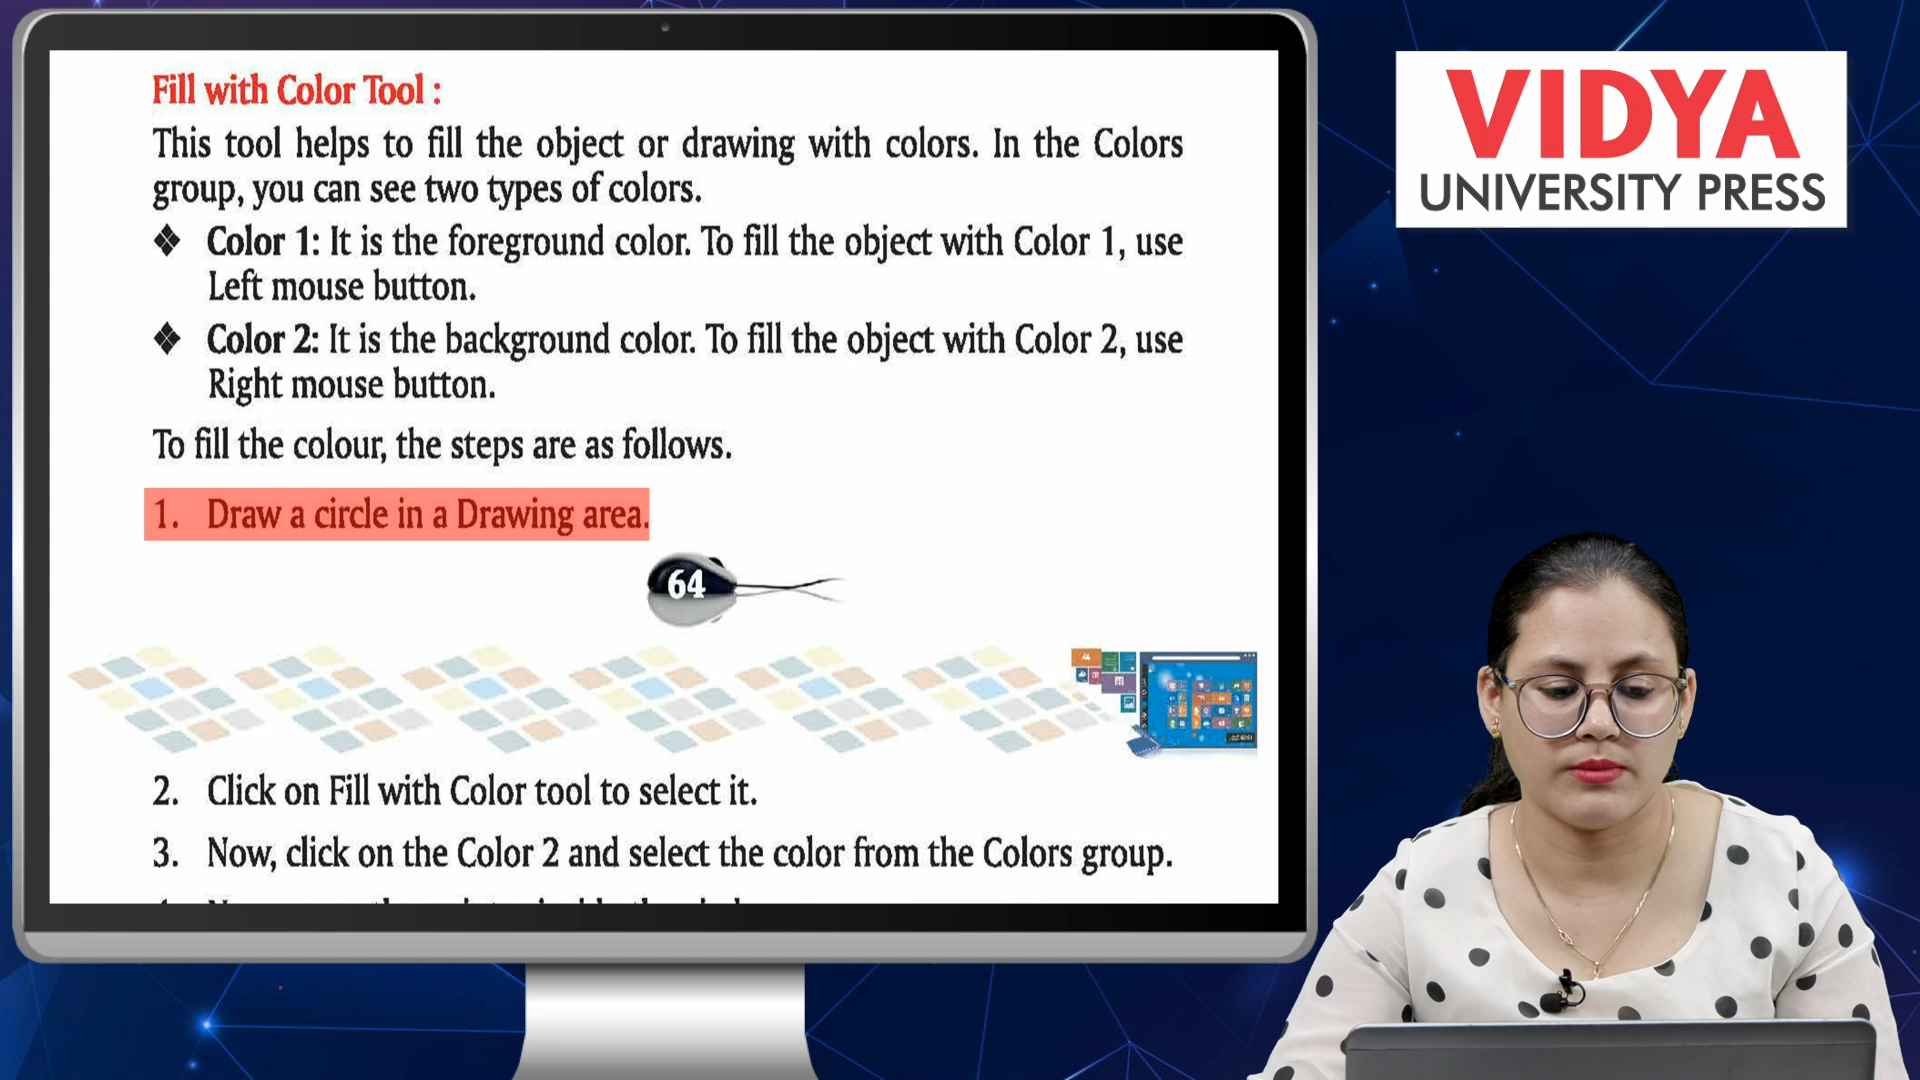 Fill with Color Tool :
This tool helps to fill the object or drawing with colors. In the Colors
group, you can see two types of colors.
❖ Color 1: It is the foreground color. To fill the object with Color 1, use
Left mouse button.
❖ Color 2: It is the background color. To fill the object with Color 2, use
Right mouse button.
To fill the colour, the steps are as follows.
1. Draw a circle in a Drawing area.
64
2. Click on Fill with Color tool to select it.
3. Now, click on the Color 2 and select the color from the Colors group.
VIDYA
UNIVERSITY PRESS